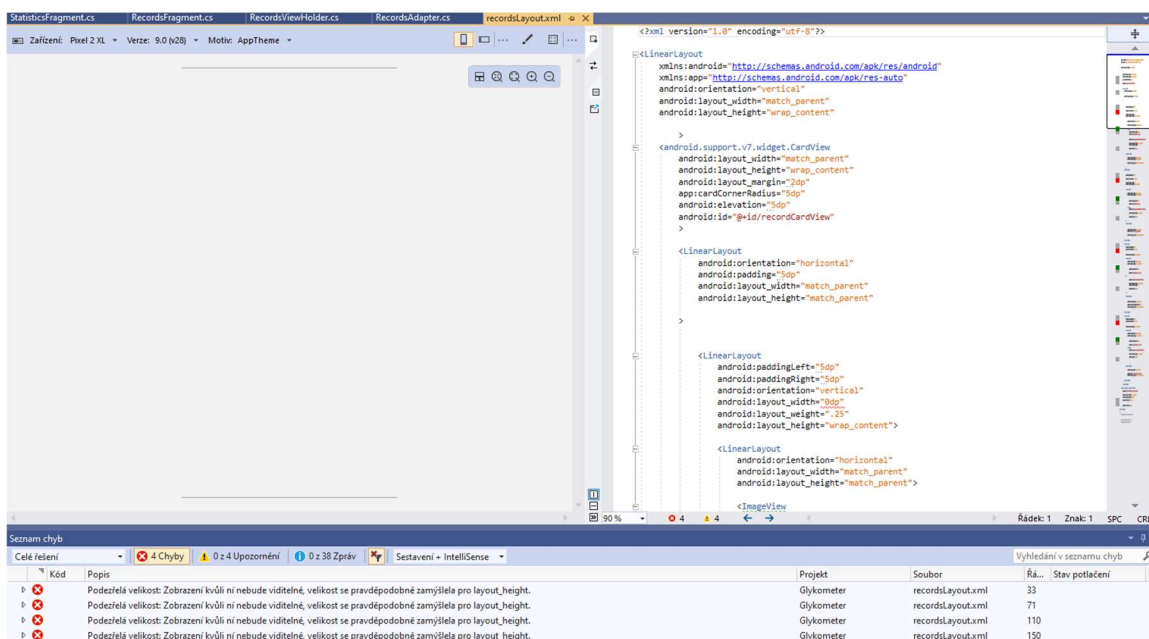 StatisticsFragment.cs RecordsFragment.cs RecordsViewHolder.cs RecordsAdapter.cs recordsLayout.xml
Zařízení: Pixel 2 XL Verze: 9.0 (v28) Motiv: AppTheme
<?xml version="1.0" encoding="utf-8"?>
<LinearLayout
xmlns:android="http://schemas.android.com/apk/res/android"
xmlns:app="http://schemas.android.com/apk/res-auto"
android:orientation="vertical"
android:layout_width="match_parent"
android:layout_height="wrap_content"
>
<android.support.v7.widget.CardView
android:layout_width="match_parent"
android:layout_height="wrap_content"
android:layout_margin="2dp"
app:cardCornerRadius="5dp"
android:elevation="5dp"
android:id="@+id/recordCardView"
>
<LinearLayout
android:orientation="horizontal"
android:padding="5dp"
android:layout_width="match_parent"
android:layout_height="match_parent"
>
<LinearLayout
android:paddingLeft="5dp"
android:paddingRight="5dp"
android:orientation="vertical"
android:layout_width="0dp"
android:layout_weight=".25"
android:layout_height="wrap_content">
<LinearLayout
android:orientation="horizontal"
android:layout_width="match_parent"
android:layout_height="match_parent">
<ImageView
90 % 4 4 Řádek: 1 Znak: 1 SPC CRL
Seznam chyb
Celé řešení 4 Chyby 0 z 4 Upozornění 0 z 38 Zpráv Sestavení + IntelliSense Vyhledání v seznamu chyb
Kód Popis Projekt Soubor Řá... Stav potlačení
Podezřelá velikost: Zobrazení kvůli ní nebude viditelné, velikost se pravděpodobně zamýšlela pro layout_height. Glykometer recordsLayout.xml 33
Podezřelá velikost: Zobrazení kvůli ní nebude viditelné, velikost se pravděpodobně zamýšlela pro layout_height. Glykometer recordsLayout.xml 71
Podezřelá velikost: Zobrazení kvůli ní nebude viditelné, velikost se pravděpodobně zamýšlela pro layout_height. Glykometer recordsLayout.xml 110
Podezřelá velikost: Zobrazení kvůli ní nebude viditelné, velikost se pravděpodobně zamýšlela pro layout_height. Glykometer recordsLayout.xml 150